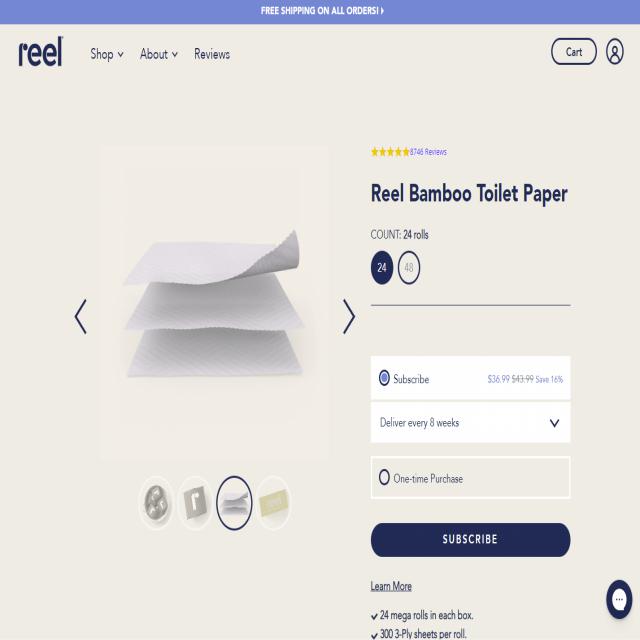 FREE SHIPPING ON ALL ORDERS!
reel
Shop
About
Reviews
Cart
8746 Reviews
Reel Bamboo Toilet Paper
COUNT: 24 rolls
24
48
Subscribe
$36.99 $43.99 Save 16%
Deliver every 8 weeks
One-time Purchase
SUBSCRIBE
Learn More
24 mega rolls in each box.
300 3-Ply sheets per roll.